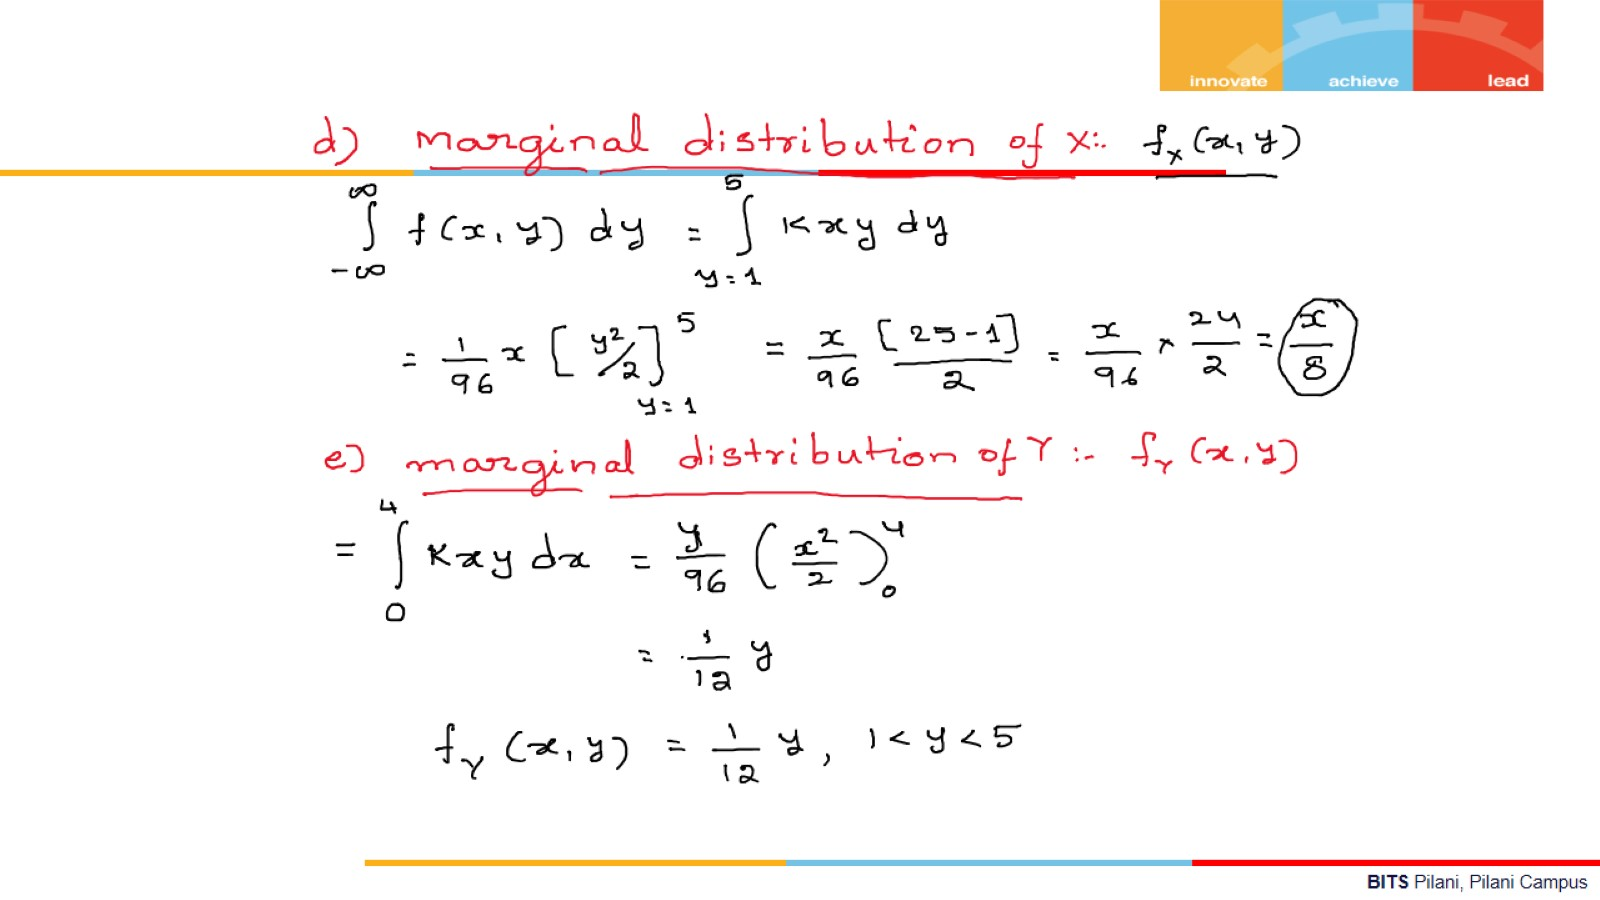 innovate achieve lead
d) marginal distribution of X:. f_X (x, y)
∫_{-∞}^{∞} f(x, y) dy = ∫_{y=1}^{5} kxy dy
= 1/96 x [y²/2]_{y=1}^{5} = x/96 [25-1]/2 = x/96 × 24/2 = x/8
e) marginal distribution of Y :- f_Y (x, y)
= ∫_0^4 kxy dx = y/96 (x²/2)_0^4
= 1/12 y
f_Y (x, y) = 1/12 y, 1 < y < 5
BITS Pilani, Pilani Campus